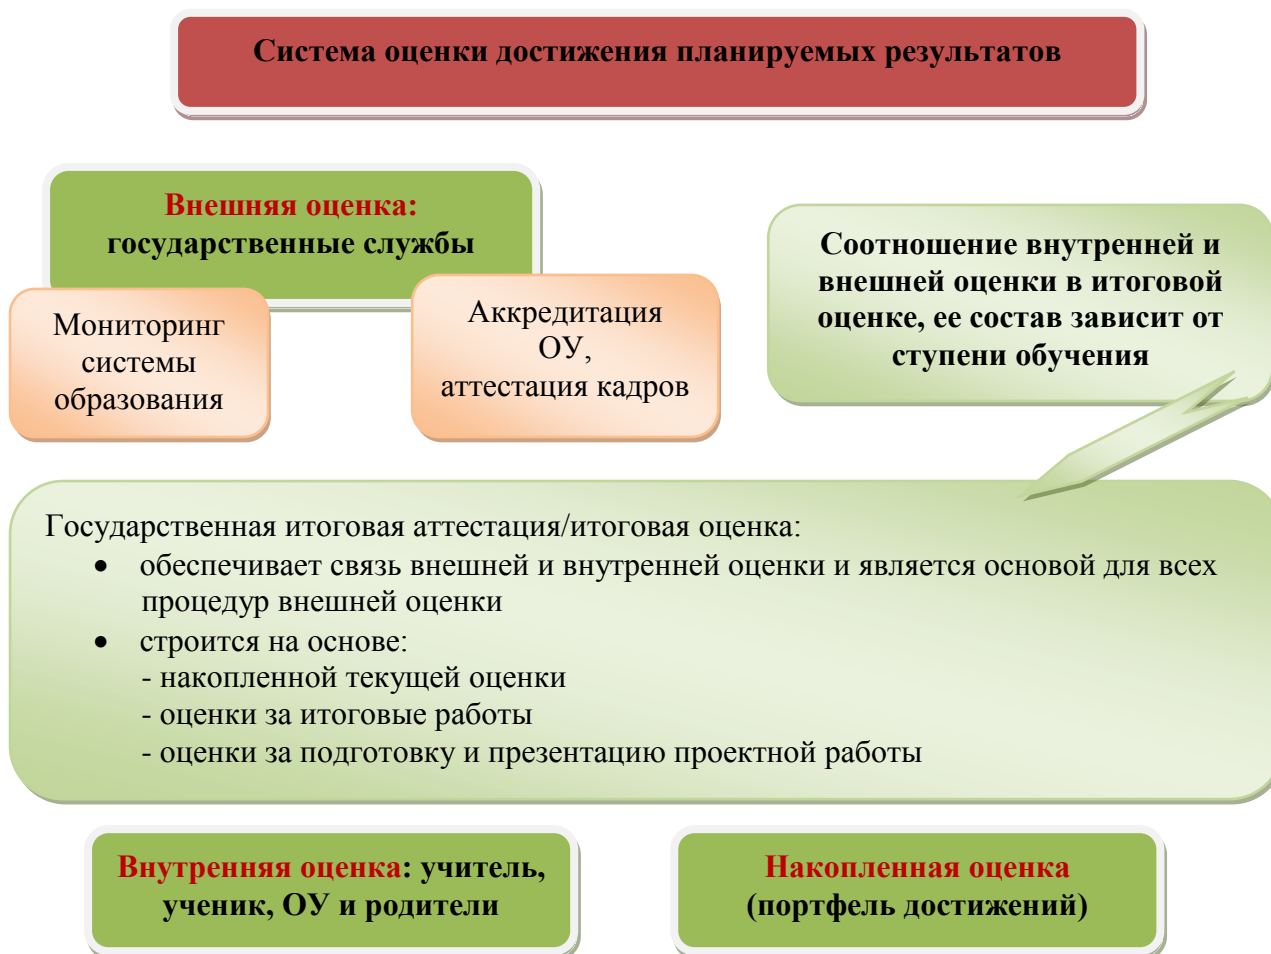 Система оценки достижения планируемых результатов
Внешняя оценка:
государственные службы
Мониторинг
системы
образования
Аккредитация
ОУ,
аттестация кадров
Соотношение внутренней и
внешней оценки в итоговой
оценке, ее состав зависит от
ступени обучения
Государственная итоговая аттестация/итоговая оценка:
• обеспечивает связь внешней и внутренней оценки и является основой для всех
процедур внешней оценки
• строится на основе:
- накопленной текущей оценки
- оценки за итоговые работы
- оценки за подготовку и презентацию проектной работы
Внутренняя оценка: учитель,
ученик, ОУ и родители
Накопленная оценка
(портфель достижений)